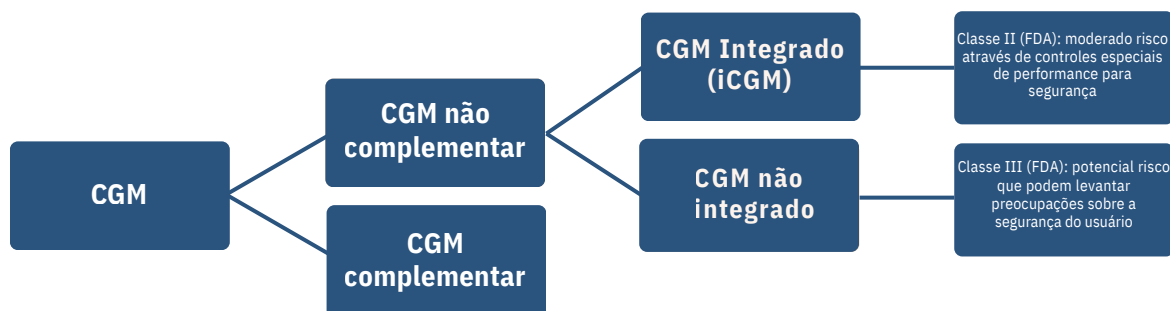 CGM
CGM não
complementar
CGM
complementar
CGM Integrado
(iCGM)
CGM não
integrado
Classe II (FDA): moderado risco
através de controles especiais
de performance para
segurança
Classe III (FDA): potencial risco
que podem levantar
preocupações sobre a
segurança do usuário